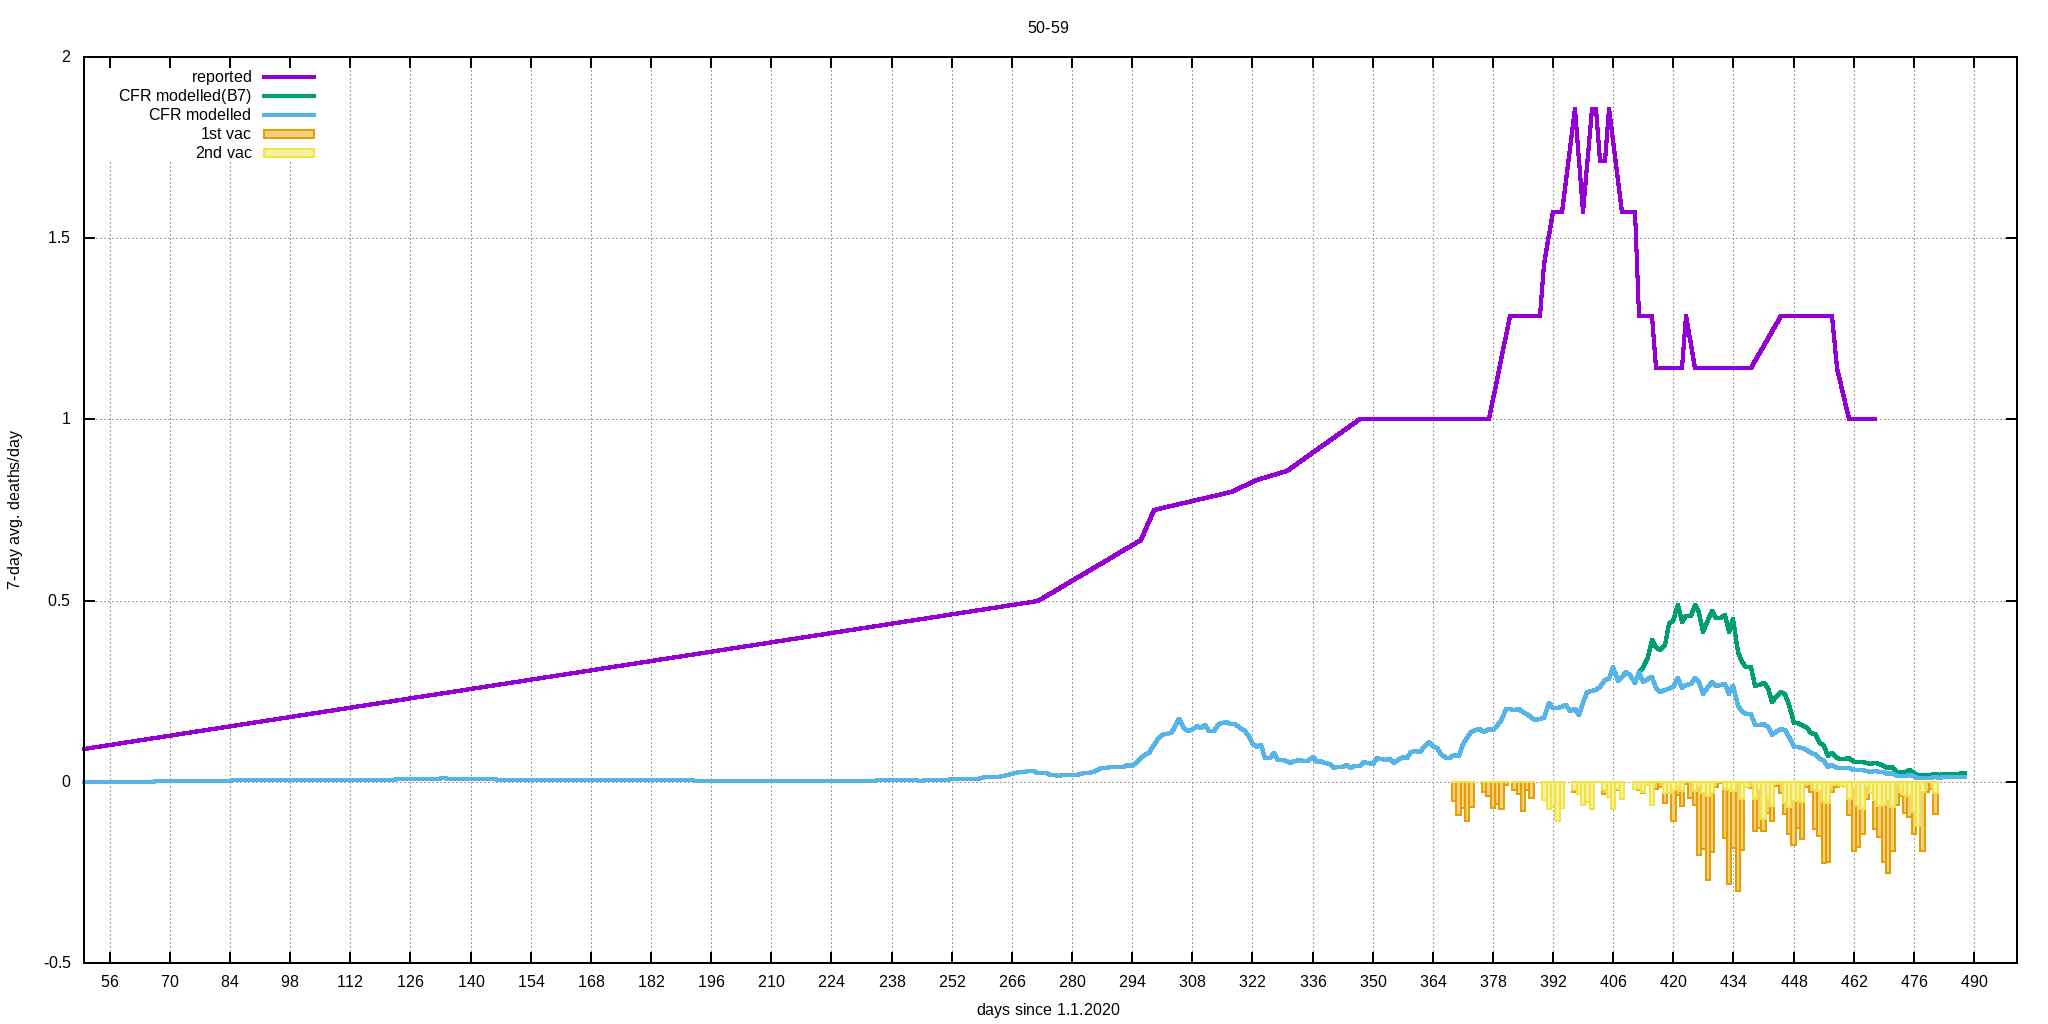 50-59
2
reported
CFR modelled(B7)
CFR modelled
1st vac
2nd vac
1.5
1
0.5
0
-0.5
7-day avg. deaths/day
56 70 84 98 112 126 140 154 168 182 196 210 224 238 252 266 280 294 308 322 336 350 364 378 392 406 420 434 448 462 476 490
days since 1.1.2020